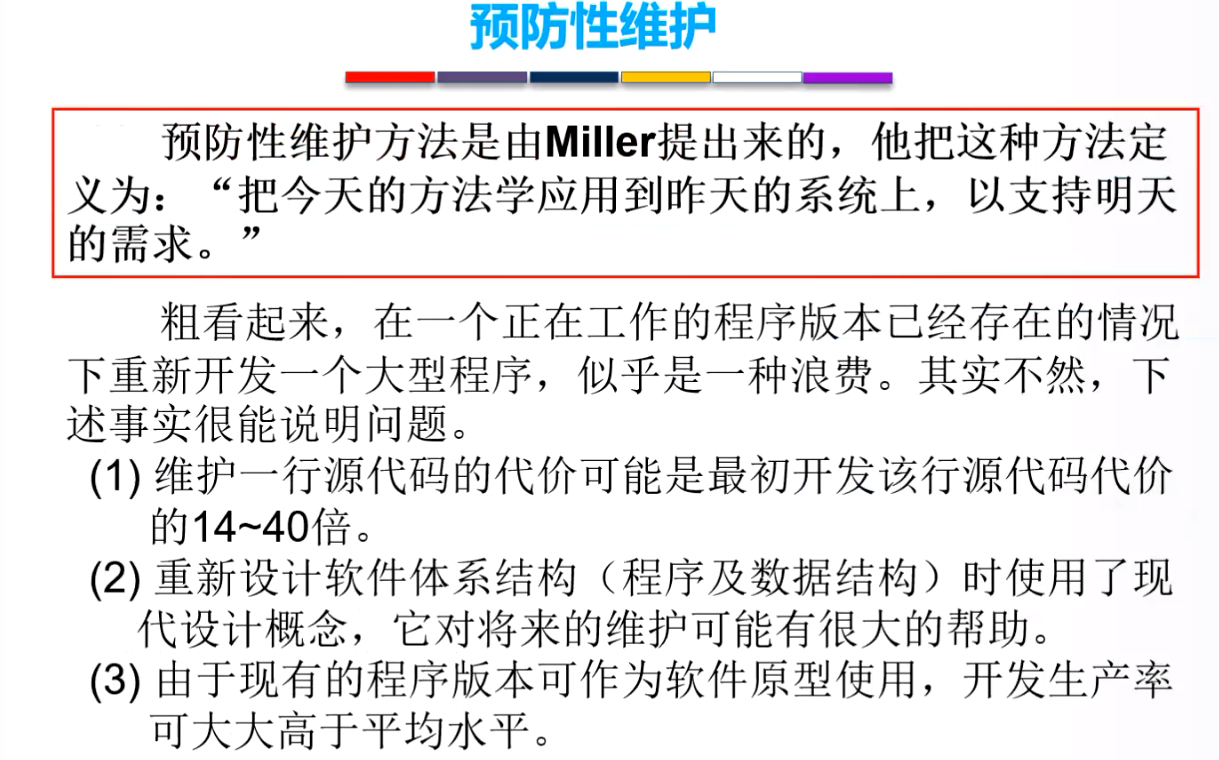 预防性维护
预防性维护方法是由Miller提出来的，他把这种方法定
义为：“把今天的方法学应用到昨天的系统上，以支持明天
的需求。”
粗看起来，在一个正在工作的程序版本已经存在的情况
下重新开发一个大型程序，似乎是一种浪费。其实不然，下
述事实很能说明问题。
(1) 维护一行源代码的代价可能是最初开发该行源代码代价
的14~40倍。
(2) 重新设计软件体系结构（程序及数据结构）时使用了现
代设计概念，它对将来的维护可能有很大的帮助。
(3) 由于现有的程序版本可作为软件原型使用，开发生产率
可大大高于平均水平。